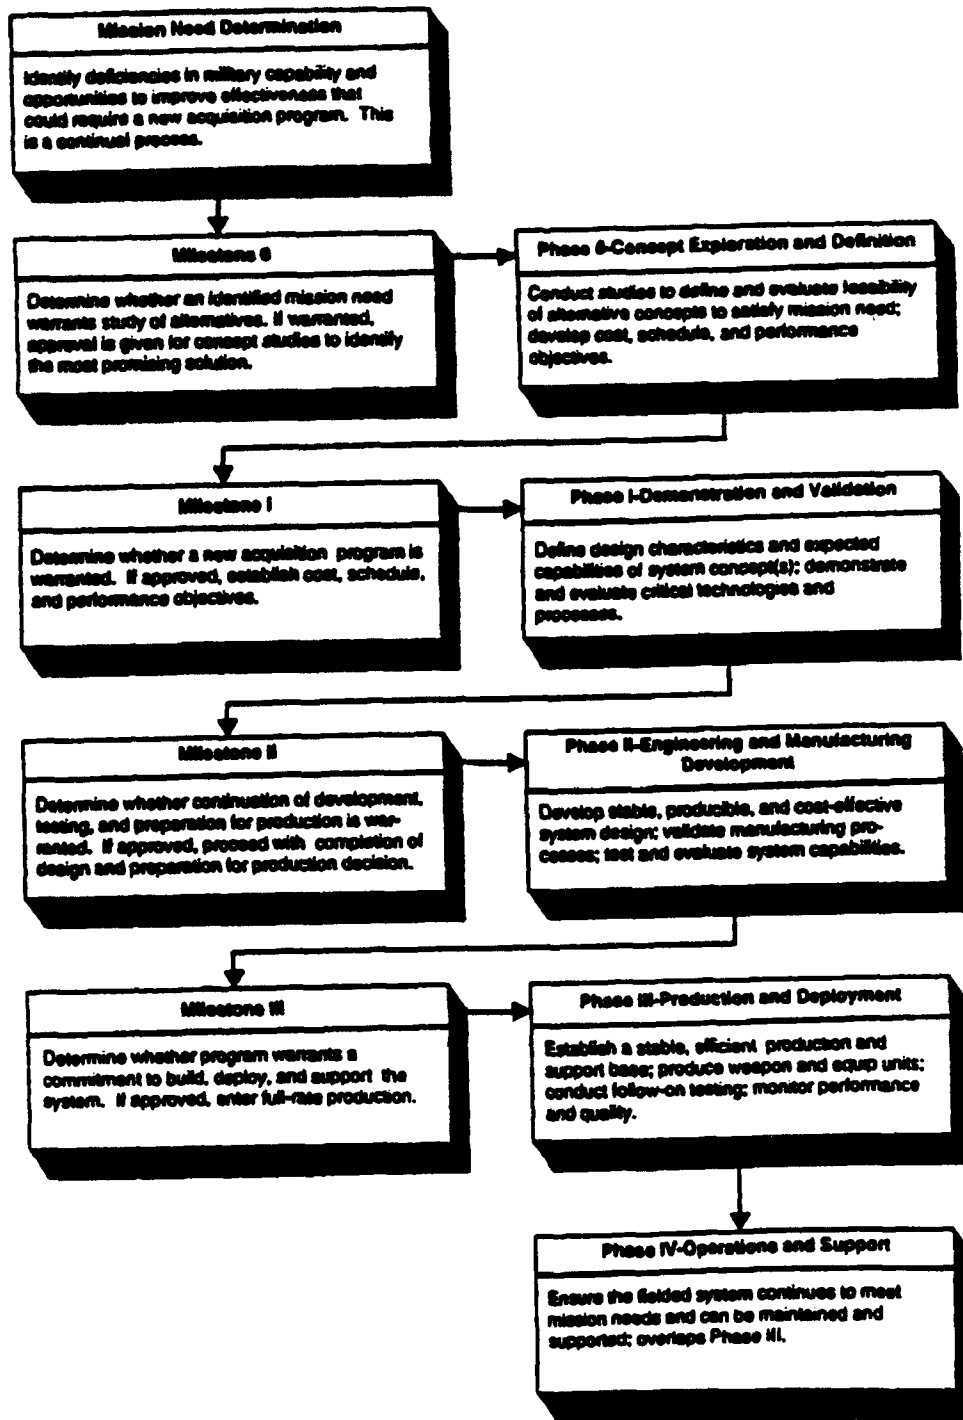 Mission Need Determination
Identify deficiencies in military capability and
opportunities to improve effectiveness that
could require a new acquisition program. This
is a continual process.
Milestone 0
Determine whether an identified mission need
warrants study of alternatives. If warranted,
approval is given for concept studies to identify
the most promising solution.
Phase 0-Concept Exploration and Definition
Conduct studies to define and evaluate feasibility
of alternative concepts to satisfy mission need;
develop cost, schedule, and performance
objectives.
Milestone I
Determine whether a new acquisition program is
warranted. If approved, establish cost, schedule,
and performance objectives.
Phase I-Demonstration and Validation
Define design characteristics and expected
capabilities of system concept(s); demonstrate
and evaluate critical technologies and
processes.
Milestone II
Determine whether continuation of development,
testing, and preparation for production is war-
ranted. If approved, proceed with completion of
design and preparation for production decision.
Phase II-Engineering and Manufacturing
Development
Develop stable, producible, and cost-effective
system design; validate manufacturing pro-
cesses; test and evaluate system capabilities.
Milestone III
Determine whether program warrants a
commitment to build, deploy, and support the
system. If approved, enter full-rate production.
Phase III-Production and Deployment
Establish a stable, efficient production and
support base; produce weapon and equip units;
conduct follow-on testing; monitor performance
and quality.
Phase IV-Operations and Support
Ensure the fielded system continues to meet
mission needs and can be maintained and
supported; overlaps Phase III.